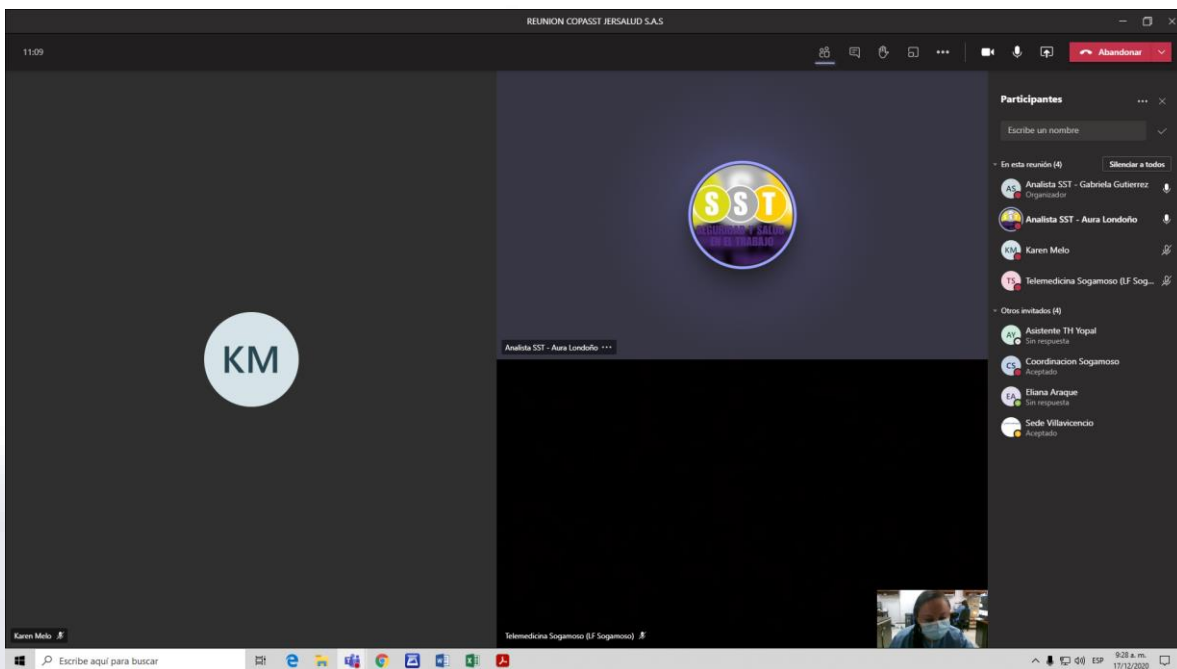 REUNION COPASST JERSALUD S.A.S
11:09
Abandonar
Participantes
Escribe un nombre
En esta reunión (4)
Silenciar a todos
AS
Analista SST - Gabriela Gutierrez
Organizador
Analista SST - Aura Londoño
KM
Karen Melo
TS
Telemedicina Sogamoso (LF Sog...
Otros invitados (4)
AY
Asistente TH Yopal
Sin respuesta
CS
Coordinacion Sogamoso
Aceptado
EA
Eliana Araque
Sin respuesta
Sede Villavicencio
Aceptado
SST
SEGURIDAD Y SALUD
EN EL TRABAJO
Analista SST - Aura Londoño
KM
Karen Melo
Telemedicina Sogamoso (LF Sogamoso)
Escribe aquí para buscar
ESP
9:28 a. m.
17/12/2020